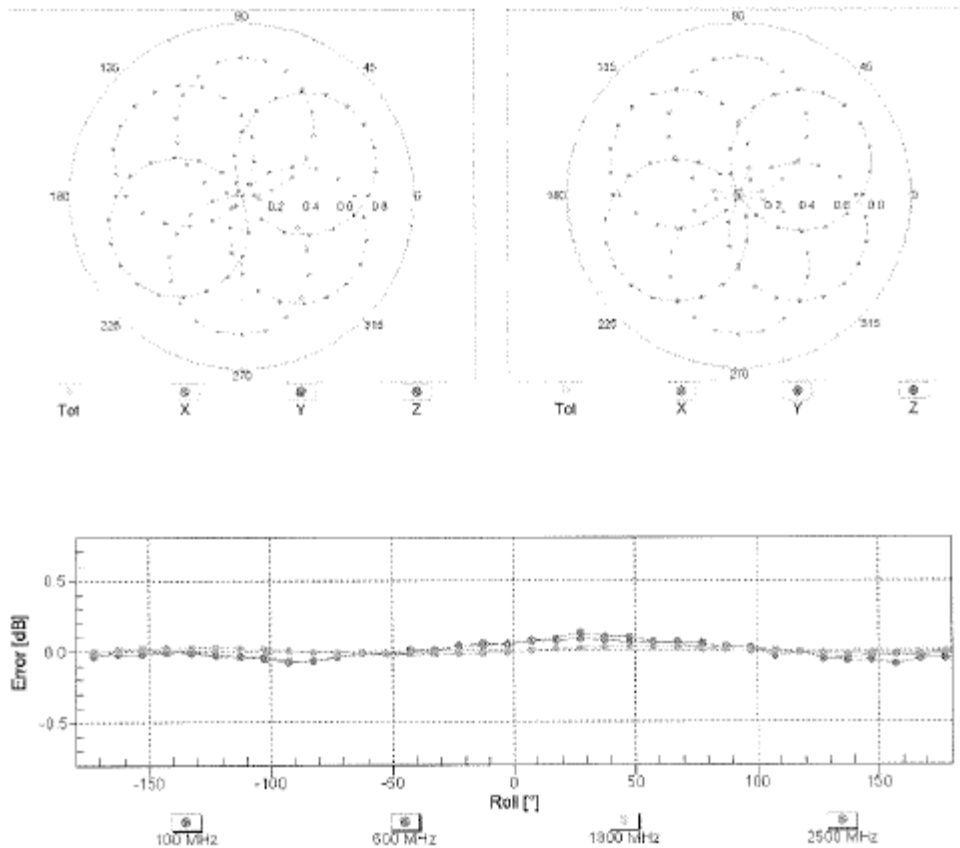 90 90
135 45 135 45
180 0.2 0.4 0.6 0.8 0 180 0.2 0.4 0.6 0.8 0
225 315 225 315
270 270
Tot X Y Z Tot X Y Z
0.5
0.0
-0.5
Error [dB]
-150 -100 -50 0 50 100 150
Roll [°]
100 MHz 600 MHz 1800 MHz 2500 MHz